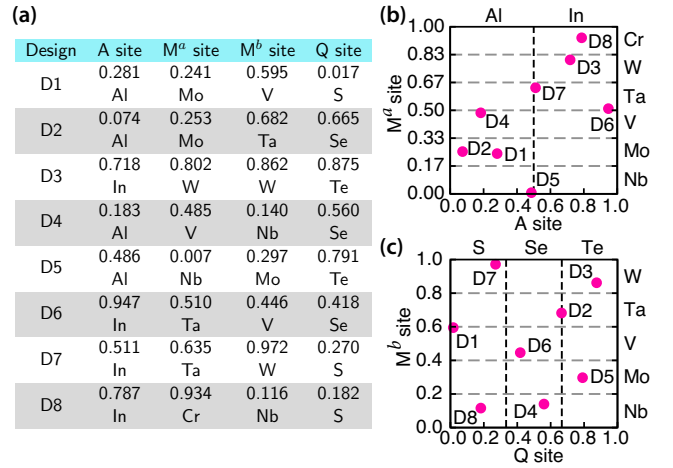 (a)
Design A site Mᵃ site Mᵇ site Q site
D1 0.281 0.241 0.595 0.017
Al Mo V S
D2 0.074 0.253 0.682 0.665
Al Mo Ta Se
D3 0.718 0.802 0.862 0.875
In W W Te
D4 0.183 0.485 0.140 0.560
Al V Nb Se
D5 0.486 0.007 0.297 0.791
Al Nb Mo Te
D6 0.947 0.510 0.446 0.418
In Ta V Se
D7 0.511 0.635 0.972 0.270
In Ta W S
D8 0.787 0.934 0.116 0.182
In Cr Nb S
(b)
Al In
1.00
0.83
0.67
0.50
0.33
0.17
0.00
Mᵃ site
D8
D3
D7
D4
D6
D2
D1
D5
Cr
W
Ta
V
Mo
Nb
0.0 0.2 0.4 0.6 0.8 1.0
A site
(c)
S Se Te
1.0
0.8
0.6
0.4
0.2
0.0
Mᵇ site
D7
D3
D2
D1
D6
D5
D8
D4
W
Ta
V
Mo
Nb
0.0 0.2 0.4 0.6 0.8 1.0
Q site